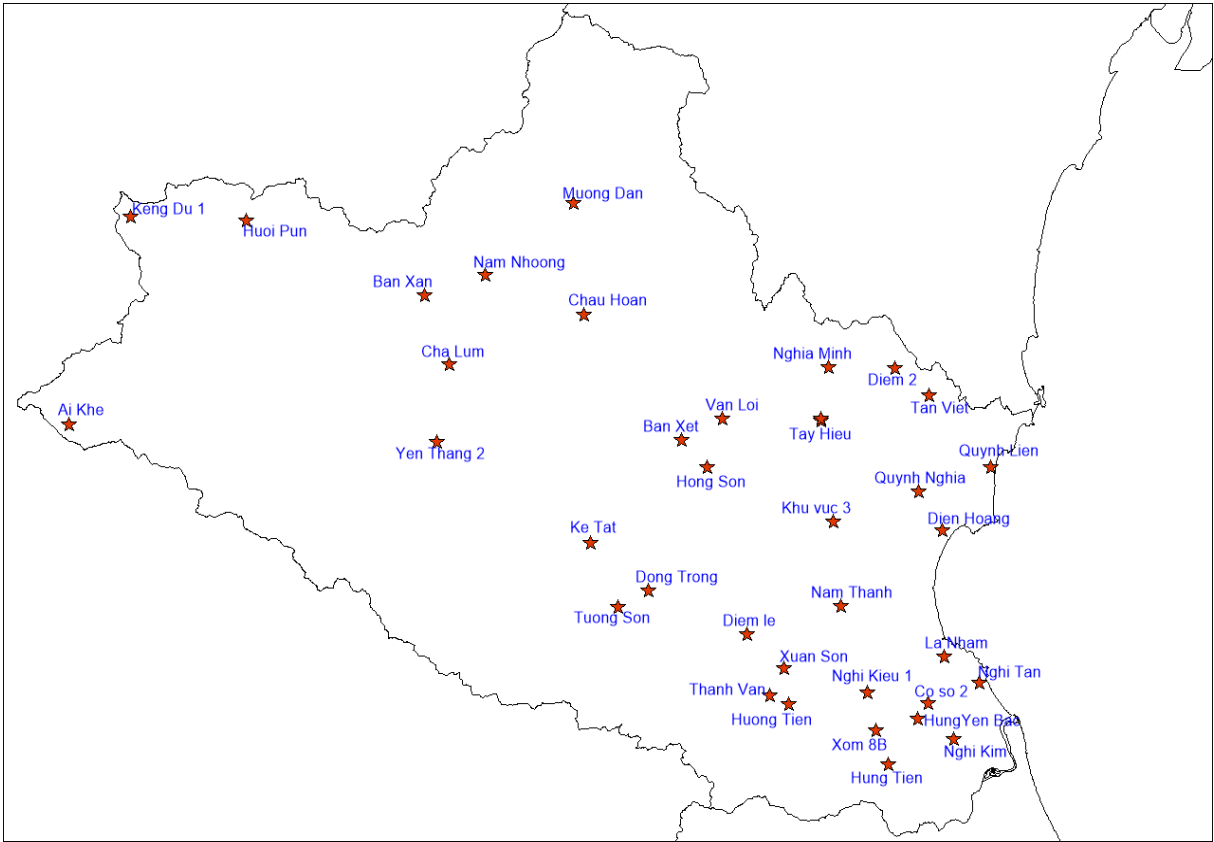 Muong Dan
Keng Du 1
Huoi Pun
Nam Nhoong
Ban Xan
Chau Hoan
Cha Lum
Nghia Minh
Diem 2
Ai Khe
Van Loi
Tan Viet
Ban Xet
Tay Hieu
Yen Thang 2
Quynh Lien
Hong Son
Quynh Nghia
Khu vuc 3
Dien Hoang
Ke Tat
Dong Trong
Nam Thanh
Tuong Son
Diem le
La Nham
Xuan Son
Nghi Tan
Nghi Kieu 1
Thanh Van
Co so 2
Huong Tien
HungYen Bac
Xom 8B
Nghi Kim
Hung Tien